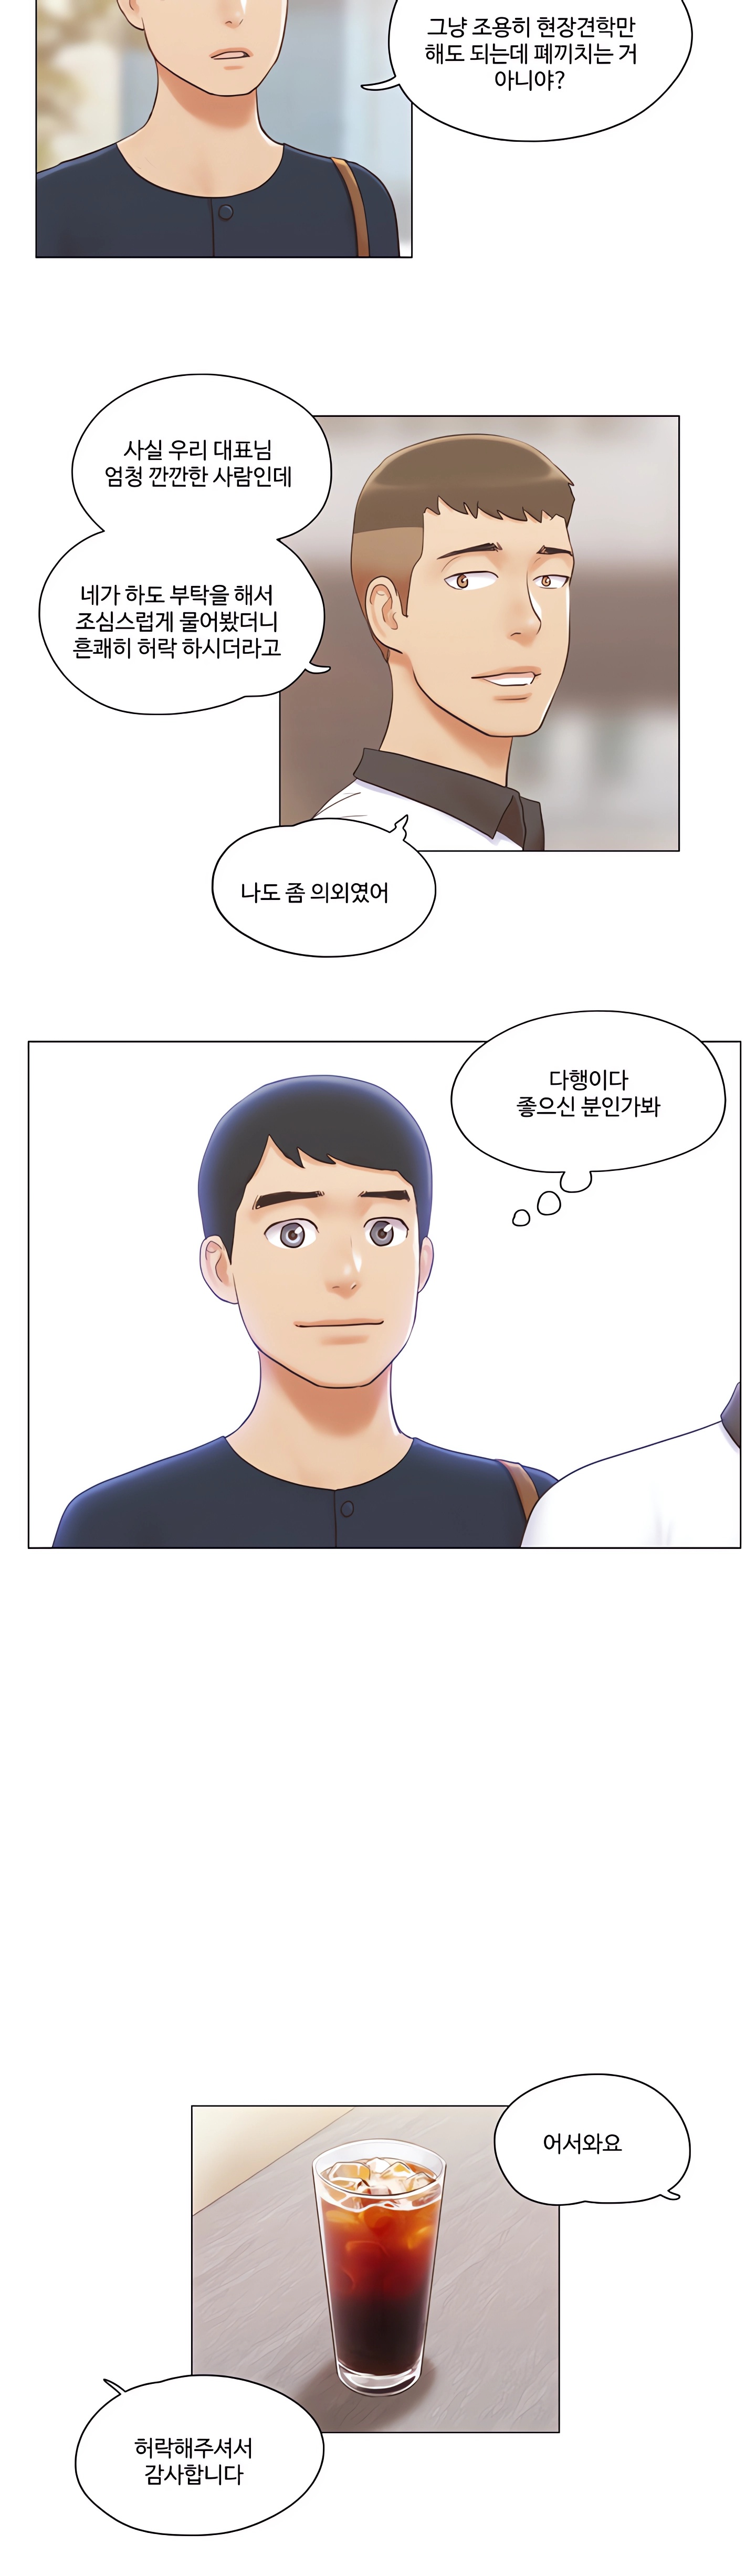 그냥 조용히 현장견학만
해도 되는데 폐끼치는 거
아니야?
사실 우리 대표님
엄청 깐깐한 사람인데
네가 하도 부탁을 해서
조심스럽게 물어봤더니
흔쾌히 허락 하시더라고
나도 좀 의외였어
다행이다
좋으신 분인가봐
어서와요
허락해주셔서
감사합니다